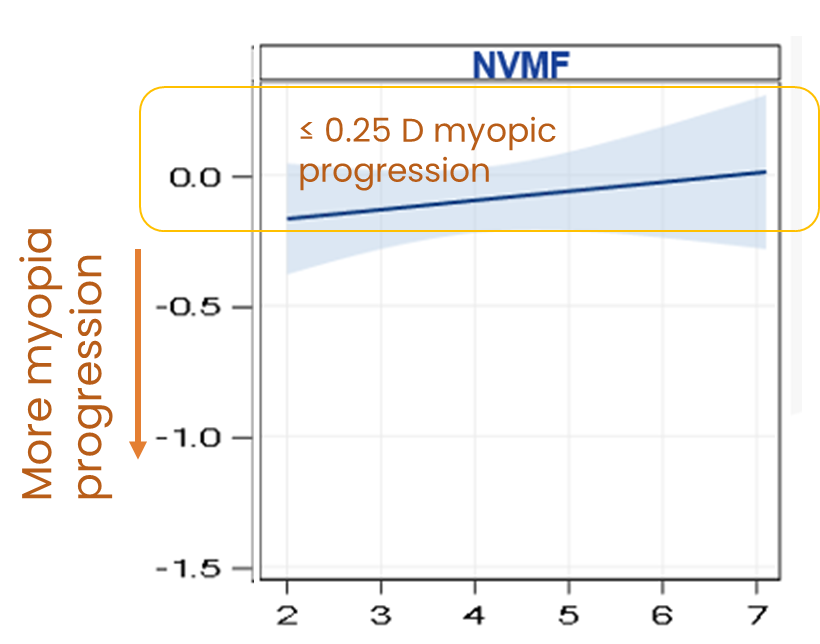 NVMF
≤ 0.25 D myopic
progression
0.0
-0.5
-1.0
-1.5
More myopia
progression
2 3 4 5 6 7